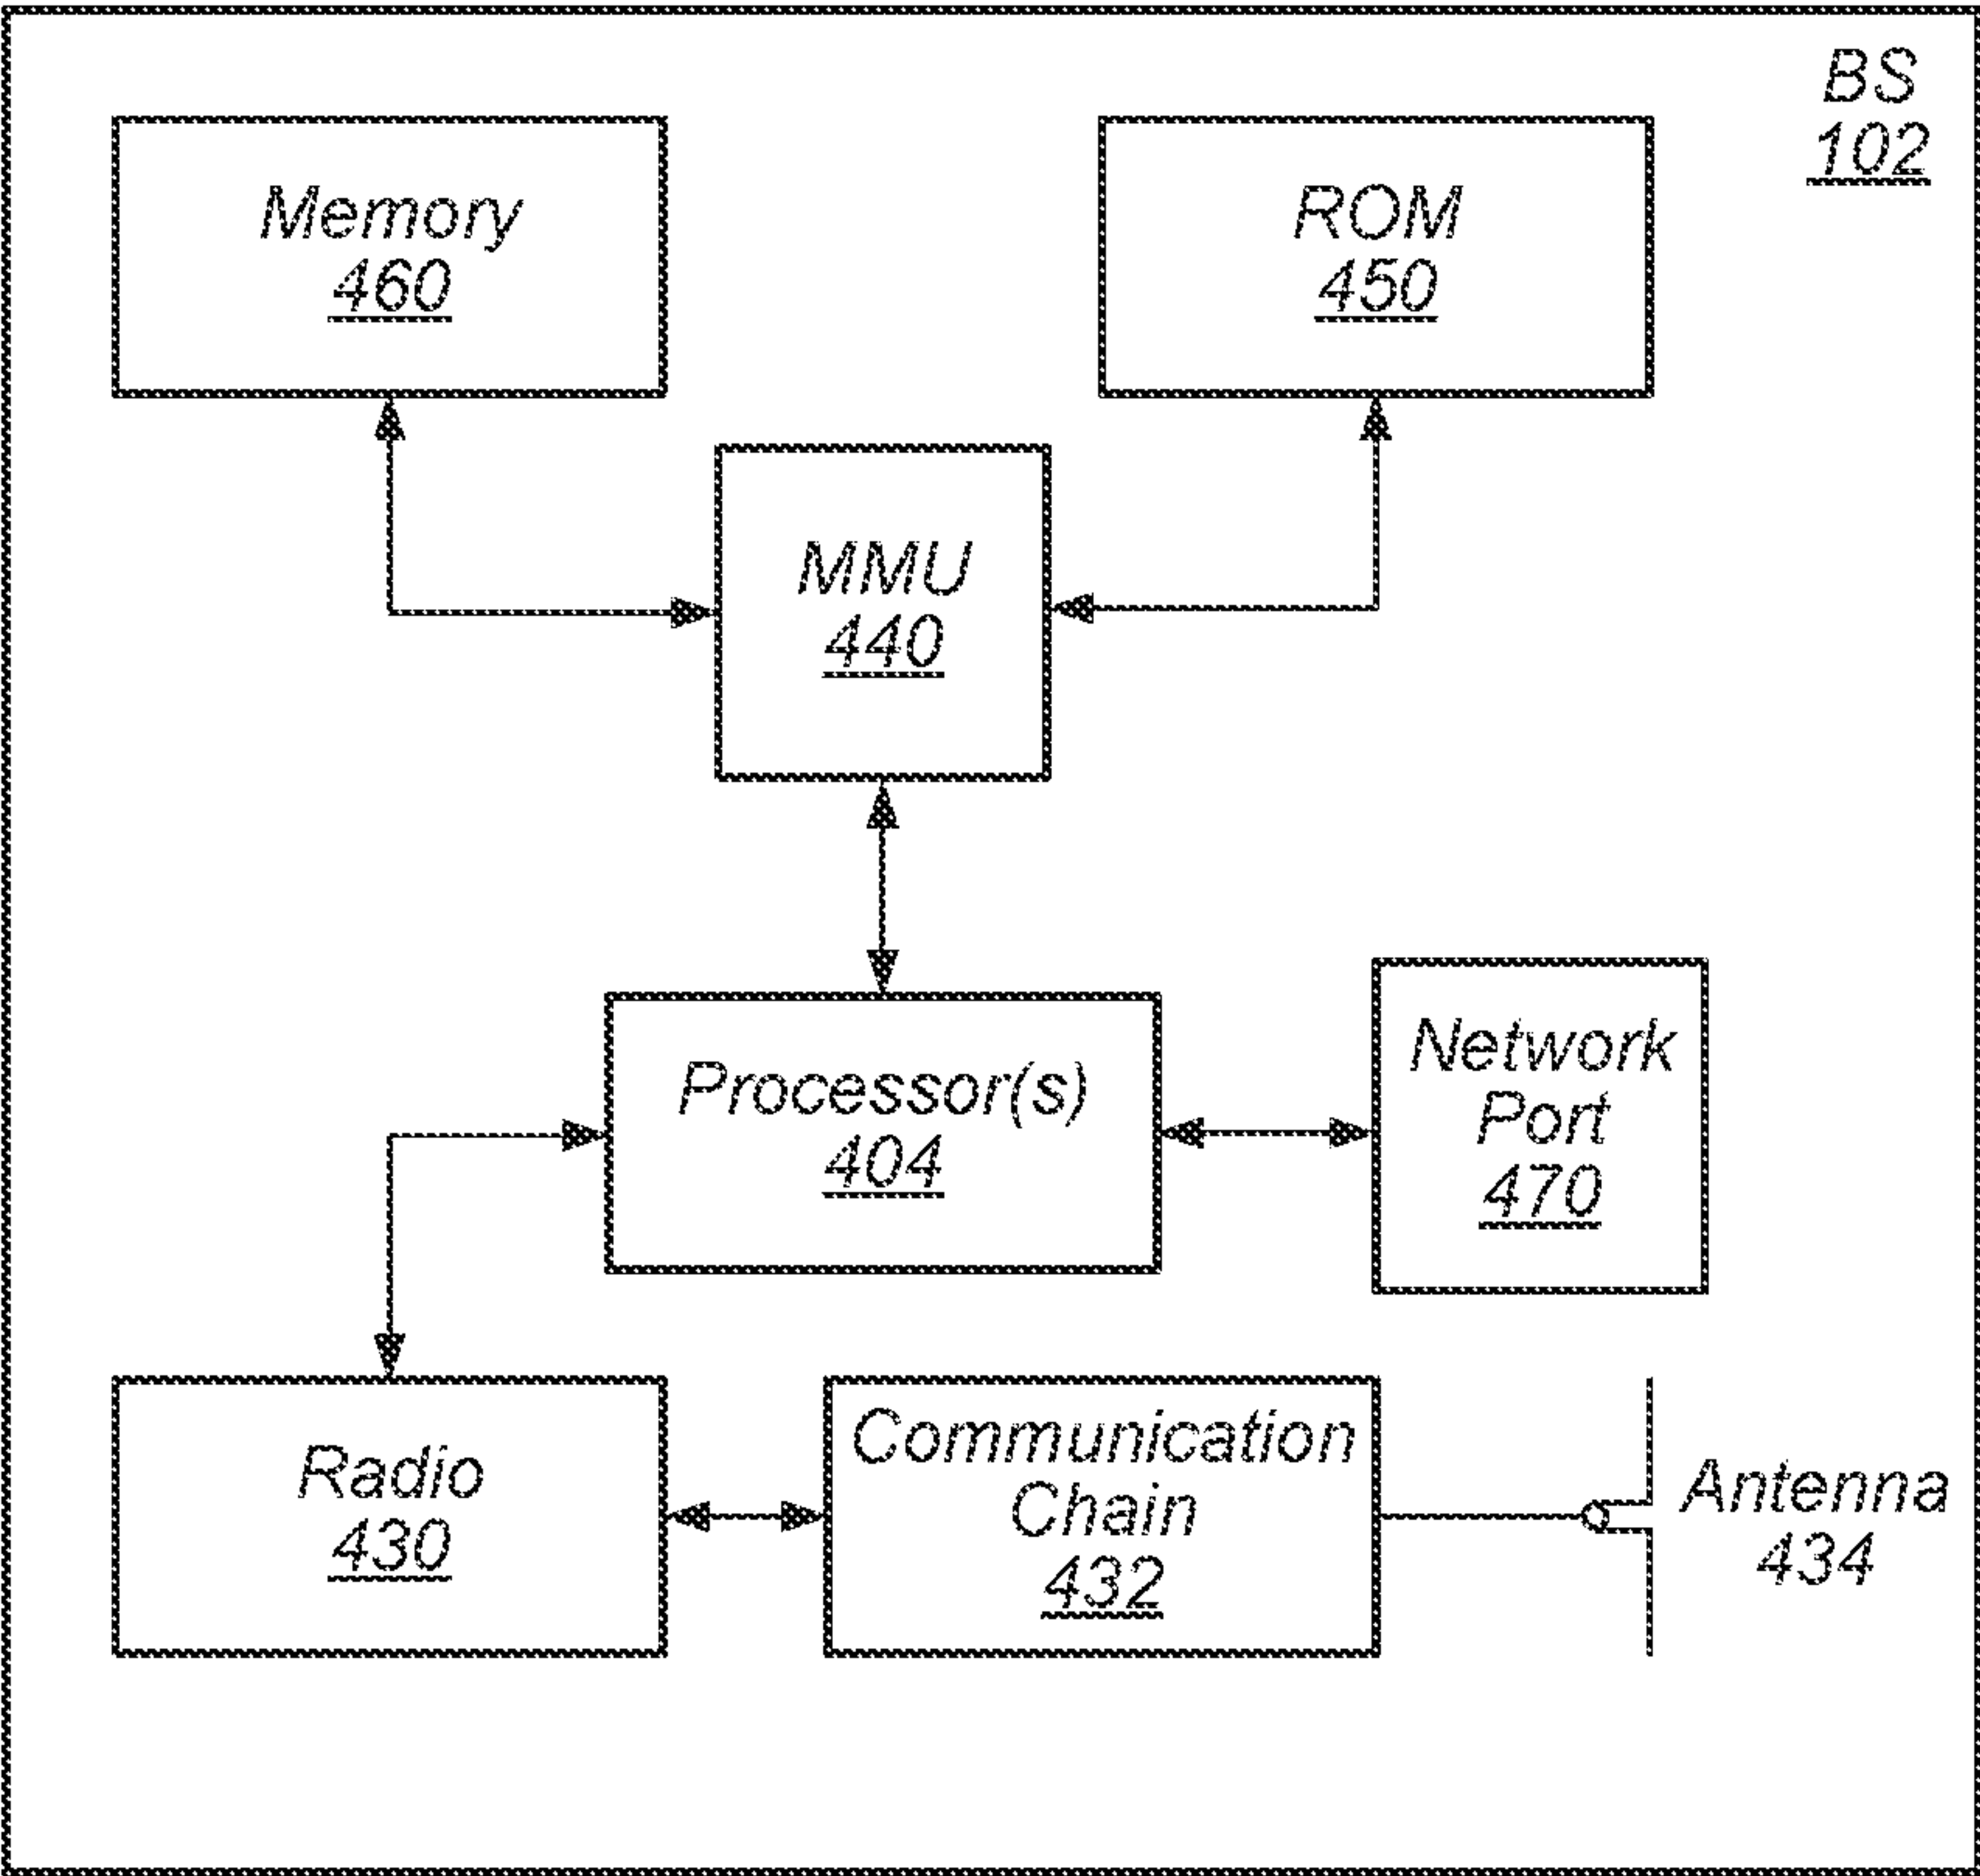 BS
102
Memory
460
ROM
450
MMU
440
Processor(s)
404
Network
Port
470
Radio
430
Communication
Chain
432
Antenna
434